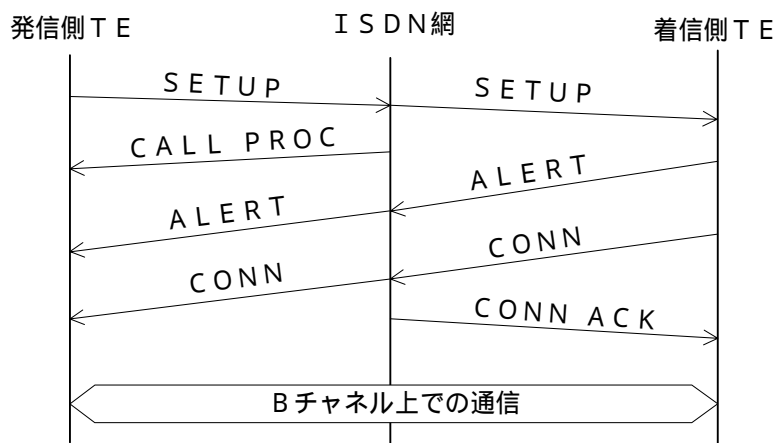 発信側ＴＥ
ＩＳＤＮ網
着信側ＴＥ
ＳＥＴＵＰ
ＳＥＴＵＰ
ＣＡＬＬ ＰＲＯＣ
ＡＬＥＲＴ
ＡＬＥＲＴ
ＣＯＮＮ
ＣＯＮＮ
ＣＯＮＮ ＡＣＫ
Ｂチャネル上での通信